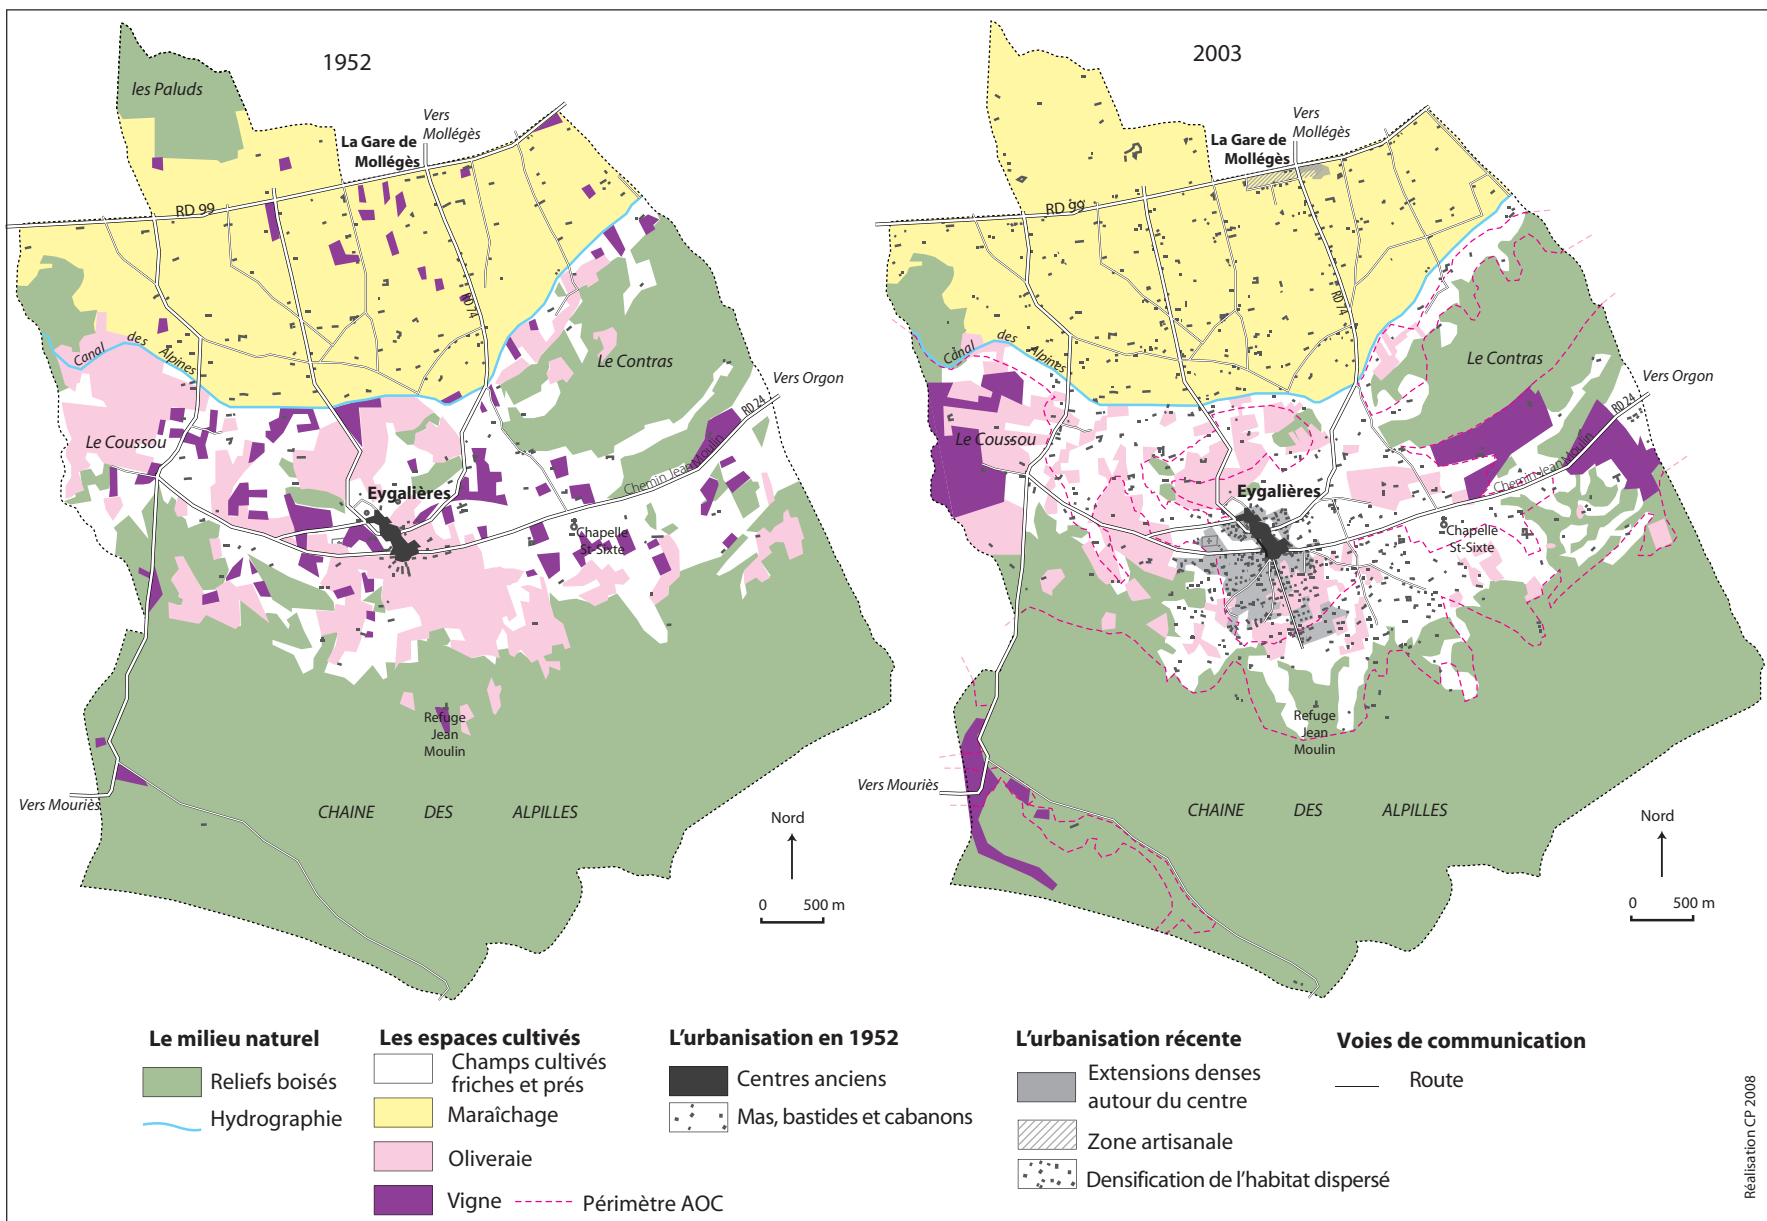 1952
les Paluds
Vers
Mollégès
La Gare de
Mollégès
RD 99
RD 74
Canal des Alpines
Le Contras
Vers Orgon
RD 24
Chemin Jean Moulin
Le Coussou
Eygalières
Chapelle
St-Sixte
Refuge
Jean
Moulin
Vers Mouriès
CHAINE DES ALPILLES
Nord
0 500 m
2003
Vers
Mollégès
La Gare de
Mollégès
RD 99
RD 74
Canal des Alpines
Le Contras
Vers Orgon
RD 24
Chemin Jean Moulin
Le Coussou
Eygalières
Chapelle
St-Sixte
Refuge
Jean
Moulin
Vers Mouriès
CHAINE DES ALPILLES
Nord
0 500 m
Le milieu naturel
Reliefs boisés
Hydrographie
Les espaces cultivés
Champs cultivés
friches et prés
Maraîchage
Oliveraie
Vigne
Périmètre AOC
L'urbanisation en 1952
Centres anciens
Mas, bastides et cabanons
L'urbanisation récente
Extensions denses
autour du centre
Zone artisanale
Densification de l'habitat dispersé
Voies de communication
Route
Réalisation CP 2008